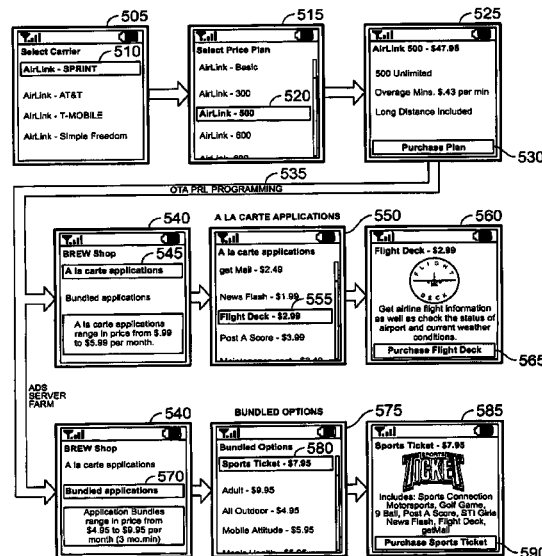 505
Select Carrier
510
AirLink - SPRINT
AirLink - AT&T
AirLink - T-MOBILE
AirLink - Simple Freedom
515
Select Price Plan
AirLink - Basic
AirLink - 300
520
AirLink - 500
AirLink - 600
525
AirLink 500 - $47.95
500 Unlimited
Overage Mins. $.43 per min
Long Distance Included
Purchase Plan
530
535
OTA PRL PROGRAMMING
540
BREW Shop
545
A la carte applications
Bundled applications
A la carte applications
range in price from $.99
to $5.99 per month.
A LA CARTE APPLICATIONS
550
A la carte applications
get Mail - $2.49
News Flash - $1.99
555
Flight Deck - $2.99
Post A Score - $3.99
560
Flight Deck - $2.99
FLIGHT
DECK
Get airline flight information
as well as check the status of
airport and current weather
conditions.
Purchase Flight Deck
565
ADS
SERVER
FARM
540
BREW Shop
A la carte applications
570
Bundled applications
Application Bundles
range in price from
$4.95 to $9.95 per
month (3 mo.min)
BUNDLED OPTIONS
575
Bundled Options
580
Sports Ticket - $7.95
Adult - $9.95
All Outdoor - $4.95
Mobile Attitude - $5.95
585
Sports Ticket - $7.95
SPORTS
TICKET
Includes: Sports Connection
Motorsports, Golf Game,
9 Ball, Post A Score, STI Girls
News Flash, Flight Deck,
getMail
Purchase Sports Ticket
590